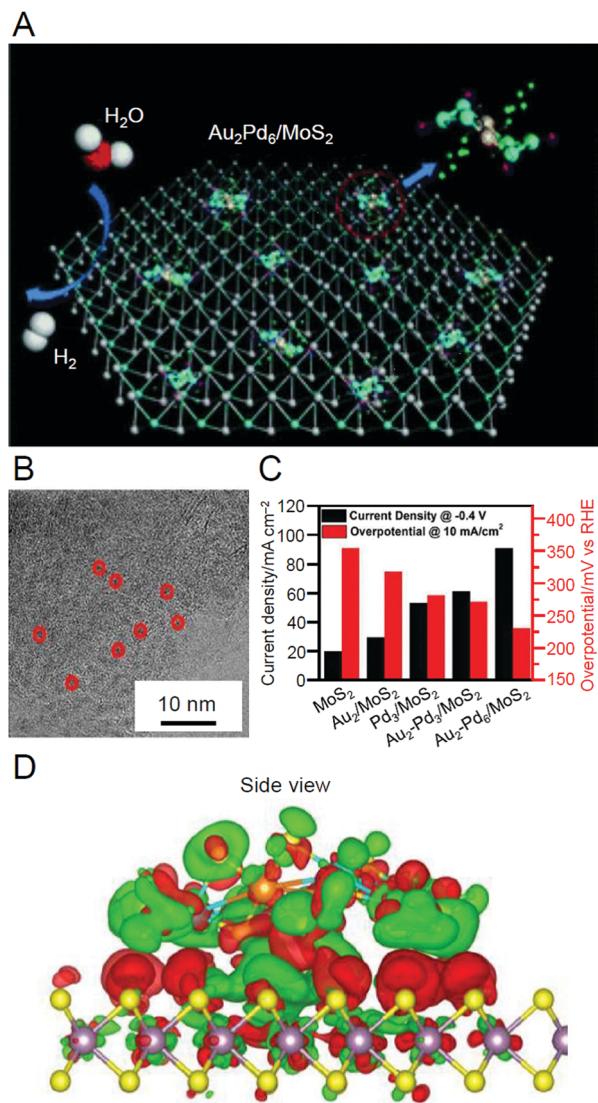 A
H₂O
Au₂Pd₆/MoS₂
H₂
B
10 nm
C
Current density/mA cm⁻²
120
100
80
60
40
20
0
Current Density @ -0.4 V
Overpotential @ 10 mA/cm²
400
350
300
250
200
150
Overpotential/mV vs RHE
MoS₂
Au₂/MoS₂
Pd₃/MoS₂
Au₂-Pd₃/MoS₂
Au₂-Pd₆/MoS₂
D
Side view